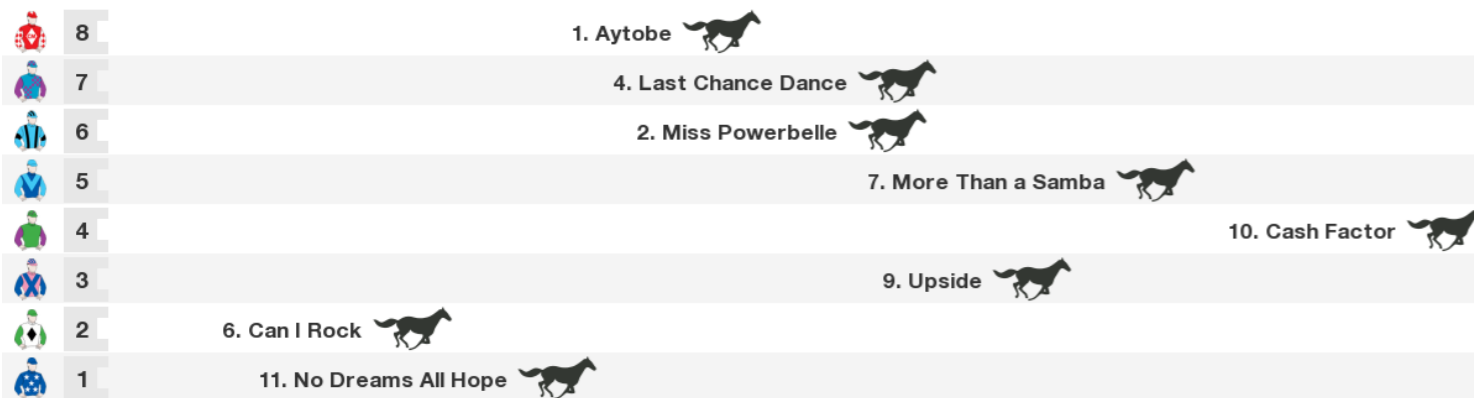 8 1. Aytobe
7 4. Last Chance Dance
6 2. Miss Powerbelle
5 7. More Than a Samba
4 10. Cash Factor
3 9. Upside
2 6. Can I Rock
1 11. No Dreams All Hope